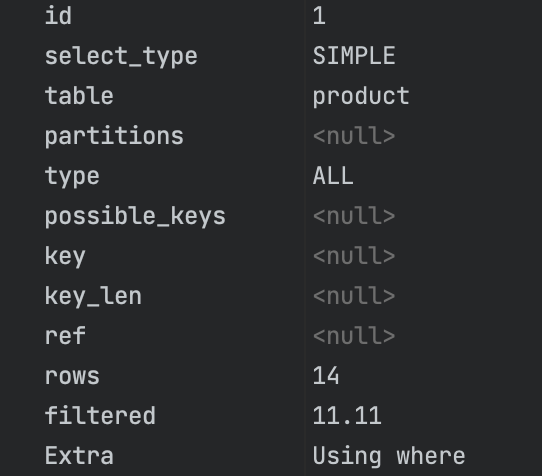 id 1
select_type SIMPLE
table product
partitions <null>
type ALL
possible_keys <null>
key <null>
key_len <null>
ref <null>
rows 14
filtered 11.11
Extra Using where